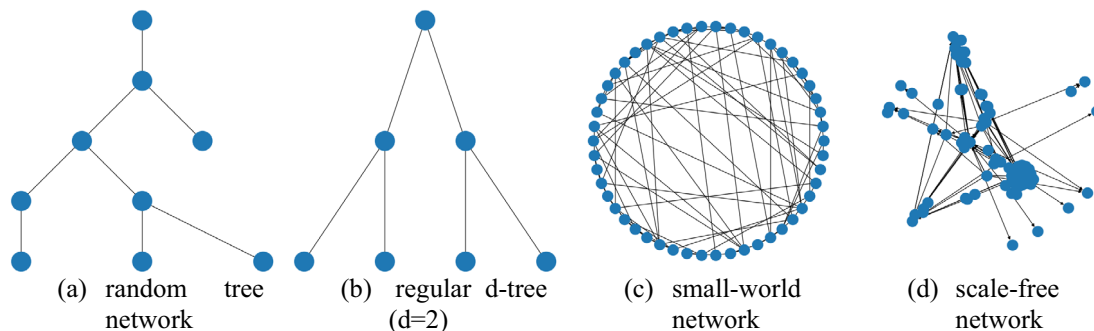 (a) random tree network
(b) regular d-tree (d=2)
(c) small-world network
(d) scale-free network